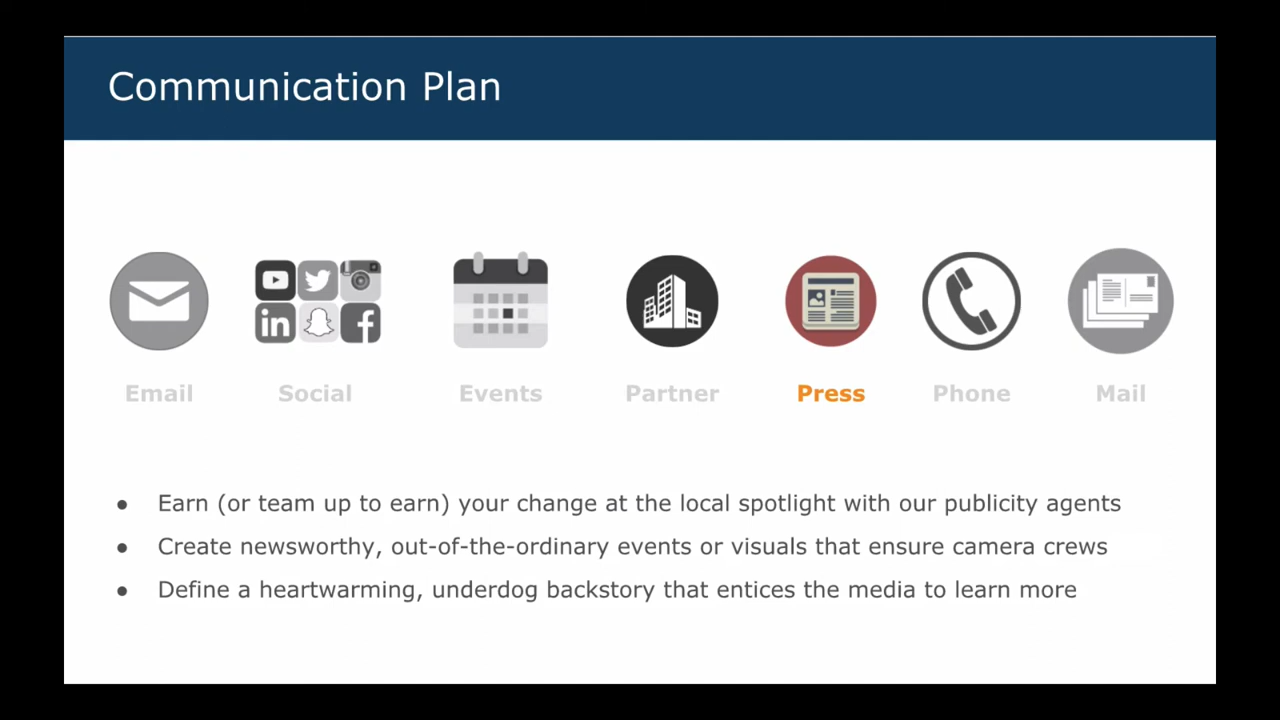 Communication Plan
Email Social Events Partner Press Phone Mail
● Earn (or team up to earn) your change at the local spotlight with our publicity agents
● Create newsworthy, out-of-the-ordinary events or visuals that ensure camera crews
● Define a heartwarming, underdog backstory that entices the media to learn more